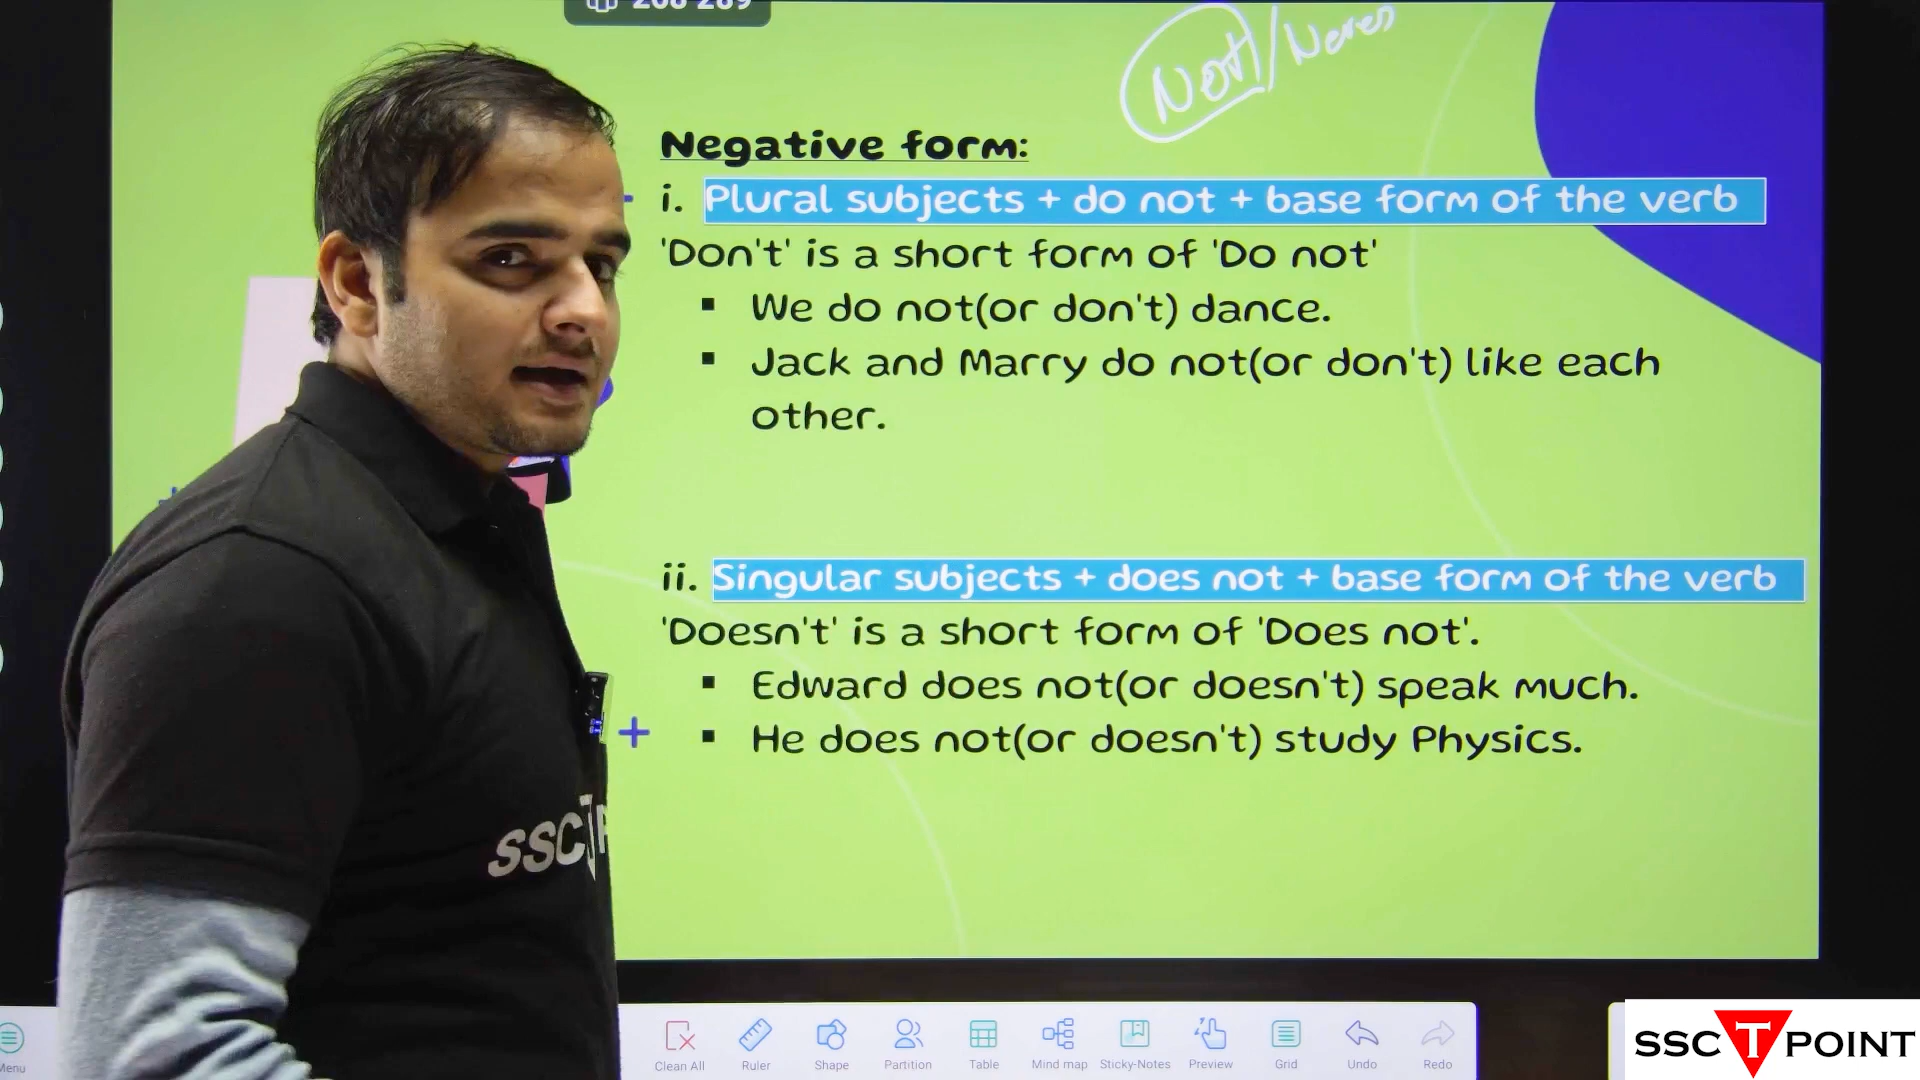 208 289
Not/Never
Negative form:
i. Plural subjects + do not + base form of the verb
'Don't' is a short form of 'Do not'
▪ We do not(or don't) dance.
▪ Jack and Marry do not(or don't) like each
other.
ii. Singular subjects + does not + base form of the verb
'Doesn't' is a short form of 'Does not'.
▪ Edward does not(or doesn't) speak much.
▪ He does not(or doesn't) study Physics.
SSC
Menu
Clean All Ruler Shape Partition Table Mind map Sticky-Notes Preview Grid Undo Redo
SSC T POINT